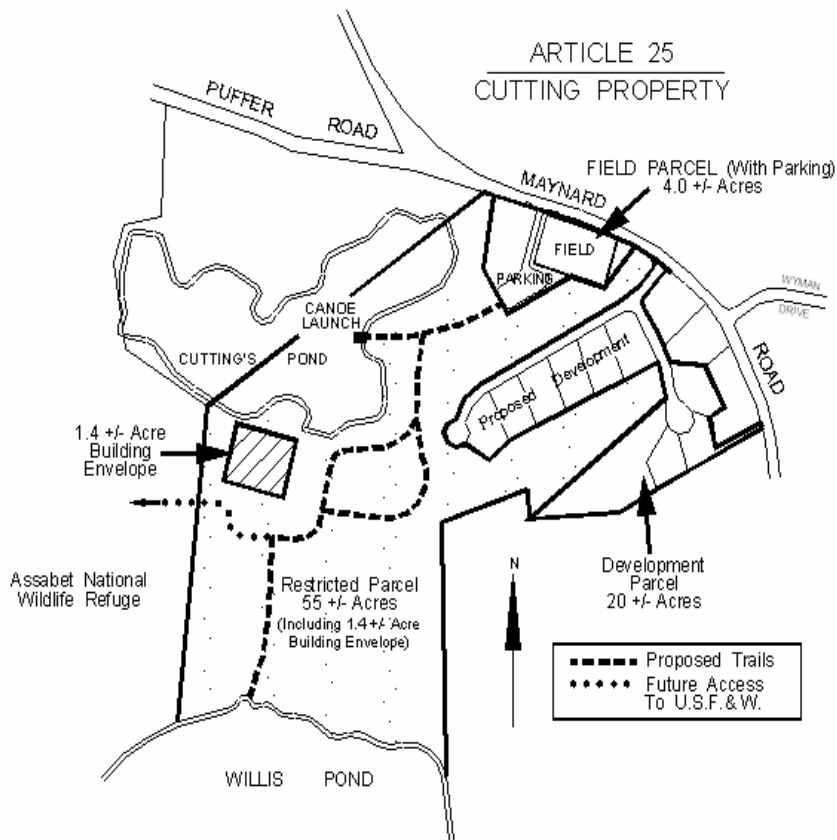 ARTICLE 25
CUTTING PROPERTY
PUFFER ROAD
MAYNARD ROAD
FIELD PARCEL (With Parking)
4.0 +/- Acres
FIELD
PARKING
WYMAN
DRIVE
CANOE
LAUNCH
CUTTING'S POND
Proposed Development
1.4 +/- Acre
Building
Envelope
Assabet National
Wildlife Refuge
Restricted Parcel
55 +/- Acres
(Including 1.4 +/- Acre
Building Envelope)
N
Development
Parcel
20 +/- Acres
Proposed Trails
Future Access
To U.S.F.& W.
WILLIS POND